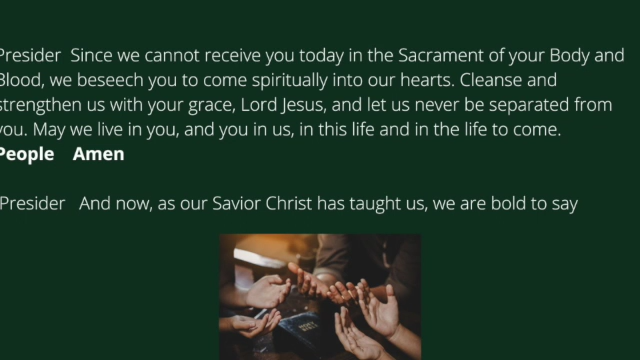 Presider Since we cannot receive you today in the Sacrament of your Body and
Blood, we beseech you to come spiritually into our hearts. Cleanse and
strengthen us with your grace, Lord Jesus, and let us never be separated from
you. May we live in you, and you in us, in this life and in the life to come.
People Amen
Presider And now, as our Savior Christ has taught us, we are bold to say